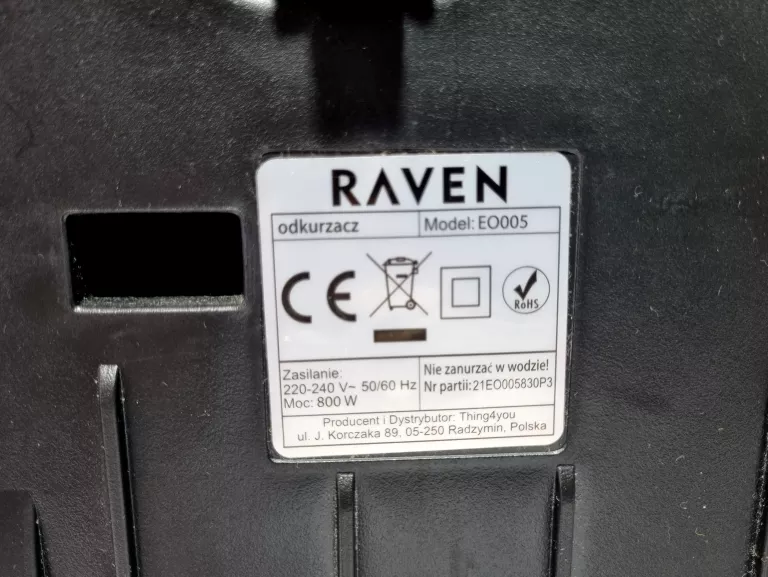 RAVEN
odkurzacz
Model: EO005
CE
RoHS
Zasilanie:
220-240 V~ 50/60 Hz
Moc: 800 W
Nie zanurzać w wodzie!
Nr partii: 21EO005830P3
Producent i Dystrybutor: Thing4you
ul. J. Korczaka 89, 05-250 Radzymin, Polska